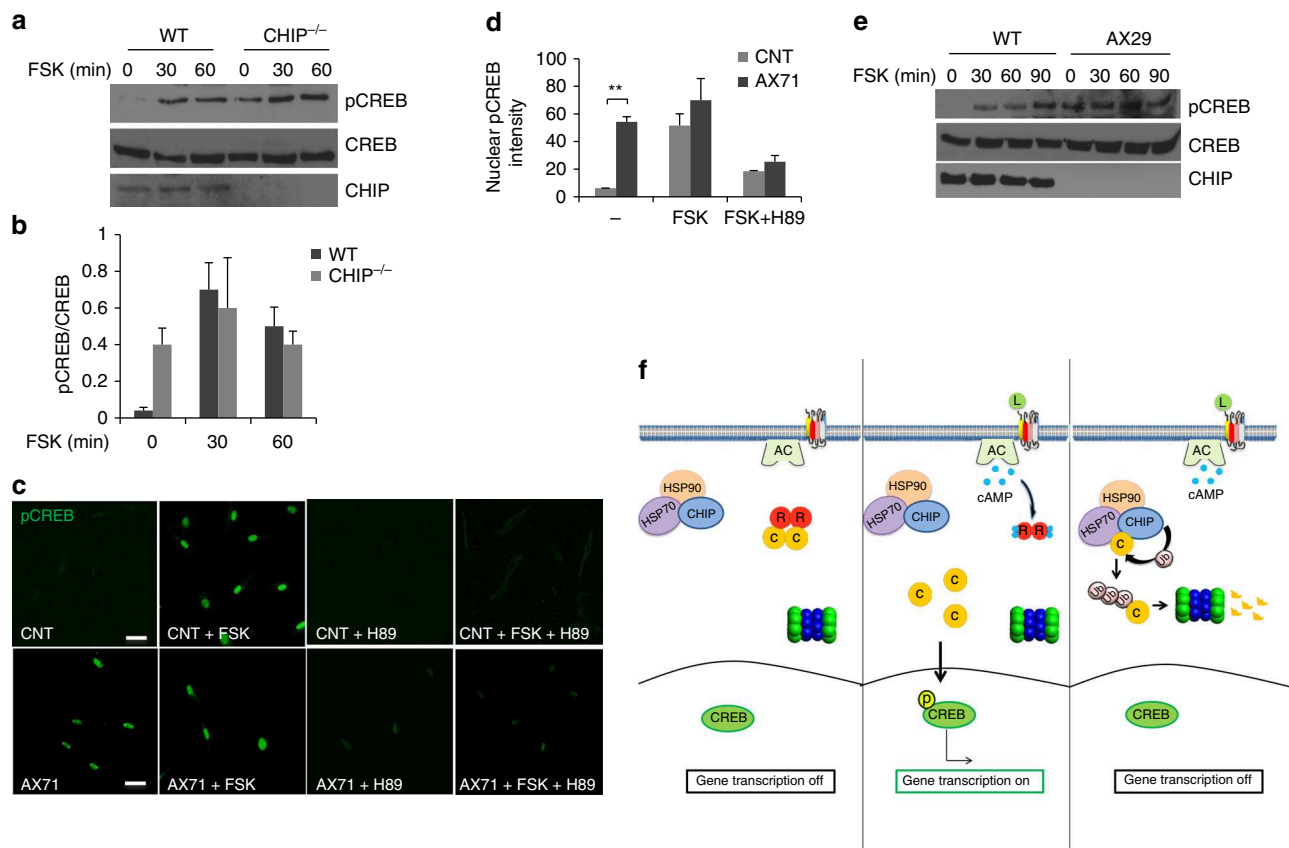 a
WT CHIP–/–
FSK (min) 0 30 60 0 30 60
pCREB
CREB
CHIP
b
pCREB/CREB
1
0.8
0.6
0.4
0.2
0
WT
CHIP–/–
FSK (min) 0 30 60
c
pCREB
CNT
CNT + FSK
CNT + H89
CNT + FSK + H89
AX71
AX71 + FSK
AX71 + H89
AX71 + FSK + H89
d
Nuclear pCREB
intensity
100
80
60
40
20
0
**
CNT
AX71
– FSK FSK+H89
e
WT AX29
FSK (min) 0 30 60 90 0 30 60 90
pCREB
CREB
CHIP
f
AC
HSP90
HSP70
CHIP
R R
C C
CREB
Gene transcription off
L
AC
cAMP
HSP90
HSP70
CHIP
R R
C
C
C
p
CREB
Gene transcription on
L
AC
cAMP
HSP90
HSP70
CHIP
C
Ub
Ub Ub Ub
C
CREB
Gene transcription off